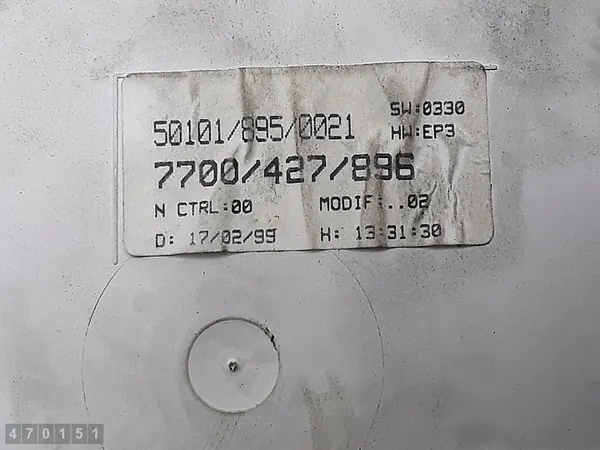 50101/895/0021 SW:0330
HW:EP3
7700/427/896
N CTRL:00 MODIF:..02
D: 17/02/99 H: 13:31:30
470151